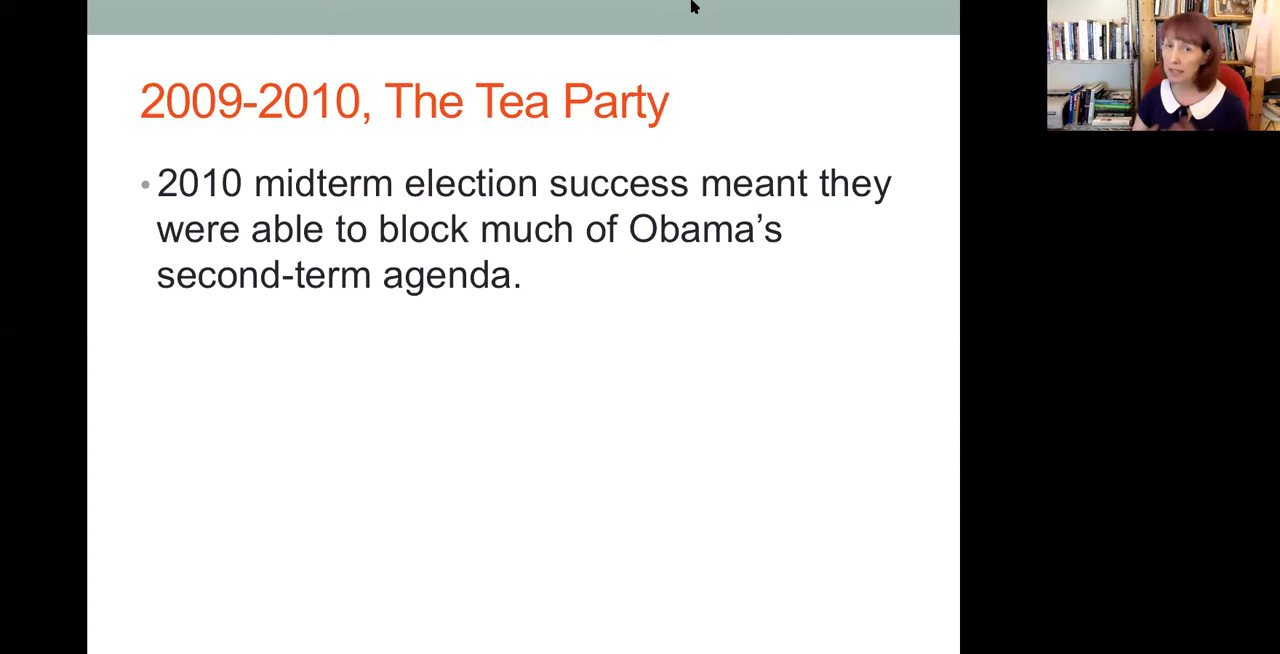 2009-2010, The Tea Party
• 2010 midterm election success meant they
were able to block much of Obama’s
second-term agenda.